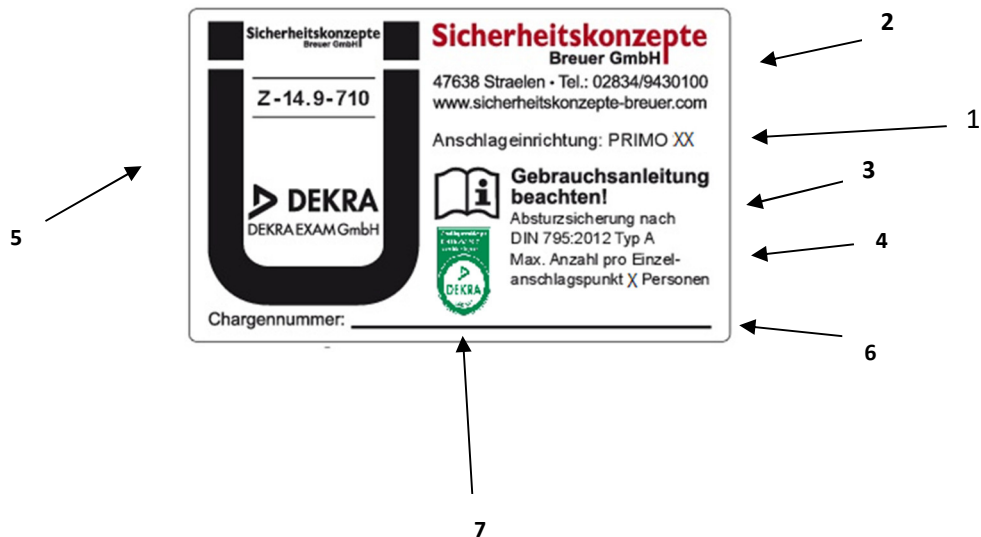 Sicherheitskonzepte
Breuer GmbH
Z-14.9-710
DEKRA
DEKRA EXAM GmbH
Sicherheitskonzepte
Breuer GmbH
47638 Straelen • Tel.: 02834/9430100
www.sicherheitskonzepte-breuer.com
Anschlageinrichtung: PRIMO XX
Gebrauchsanleitung
beachten!
Absturzsicherung nach
DIN 795:2012 Typ A
Max. Anzahl pro Einzel-
anschlagspunkt X Personen
DEKRA
Chargennummer:
2
1
3
4
5
6
7